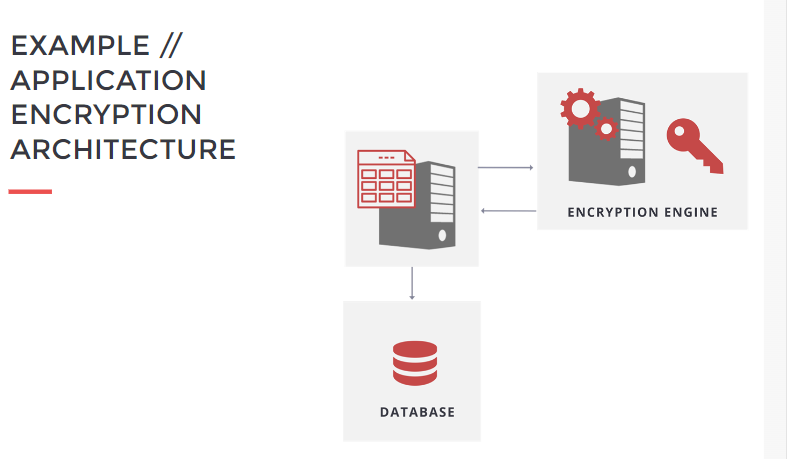 EXAMPLE //
APPLICATION
ENCRYPTION
ARCHITECTURE
ENCRYPTION ENGINE
DATABASE